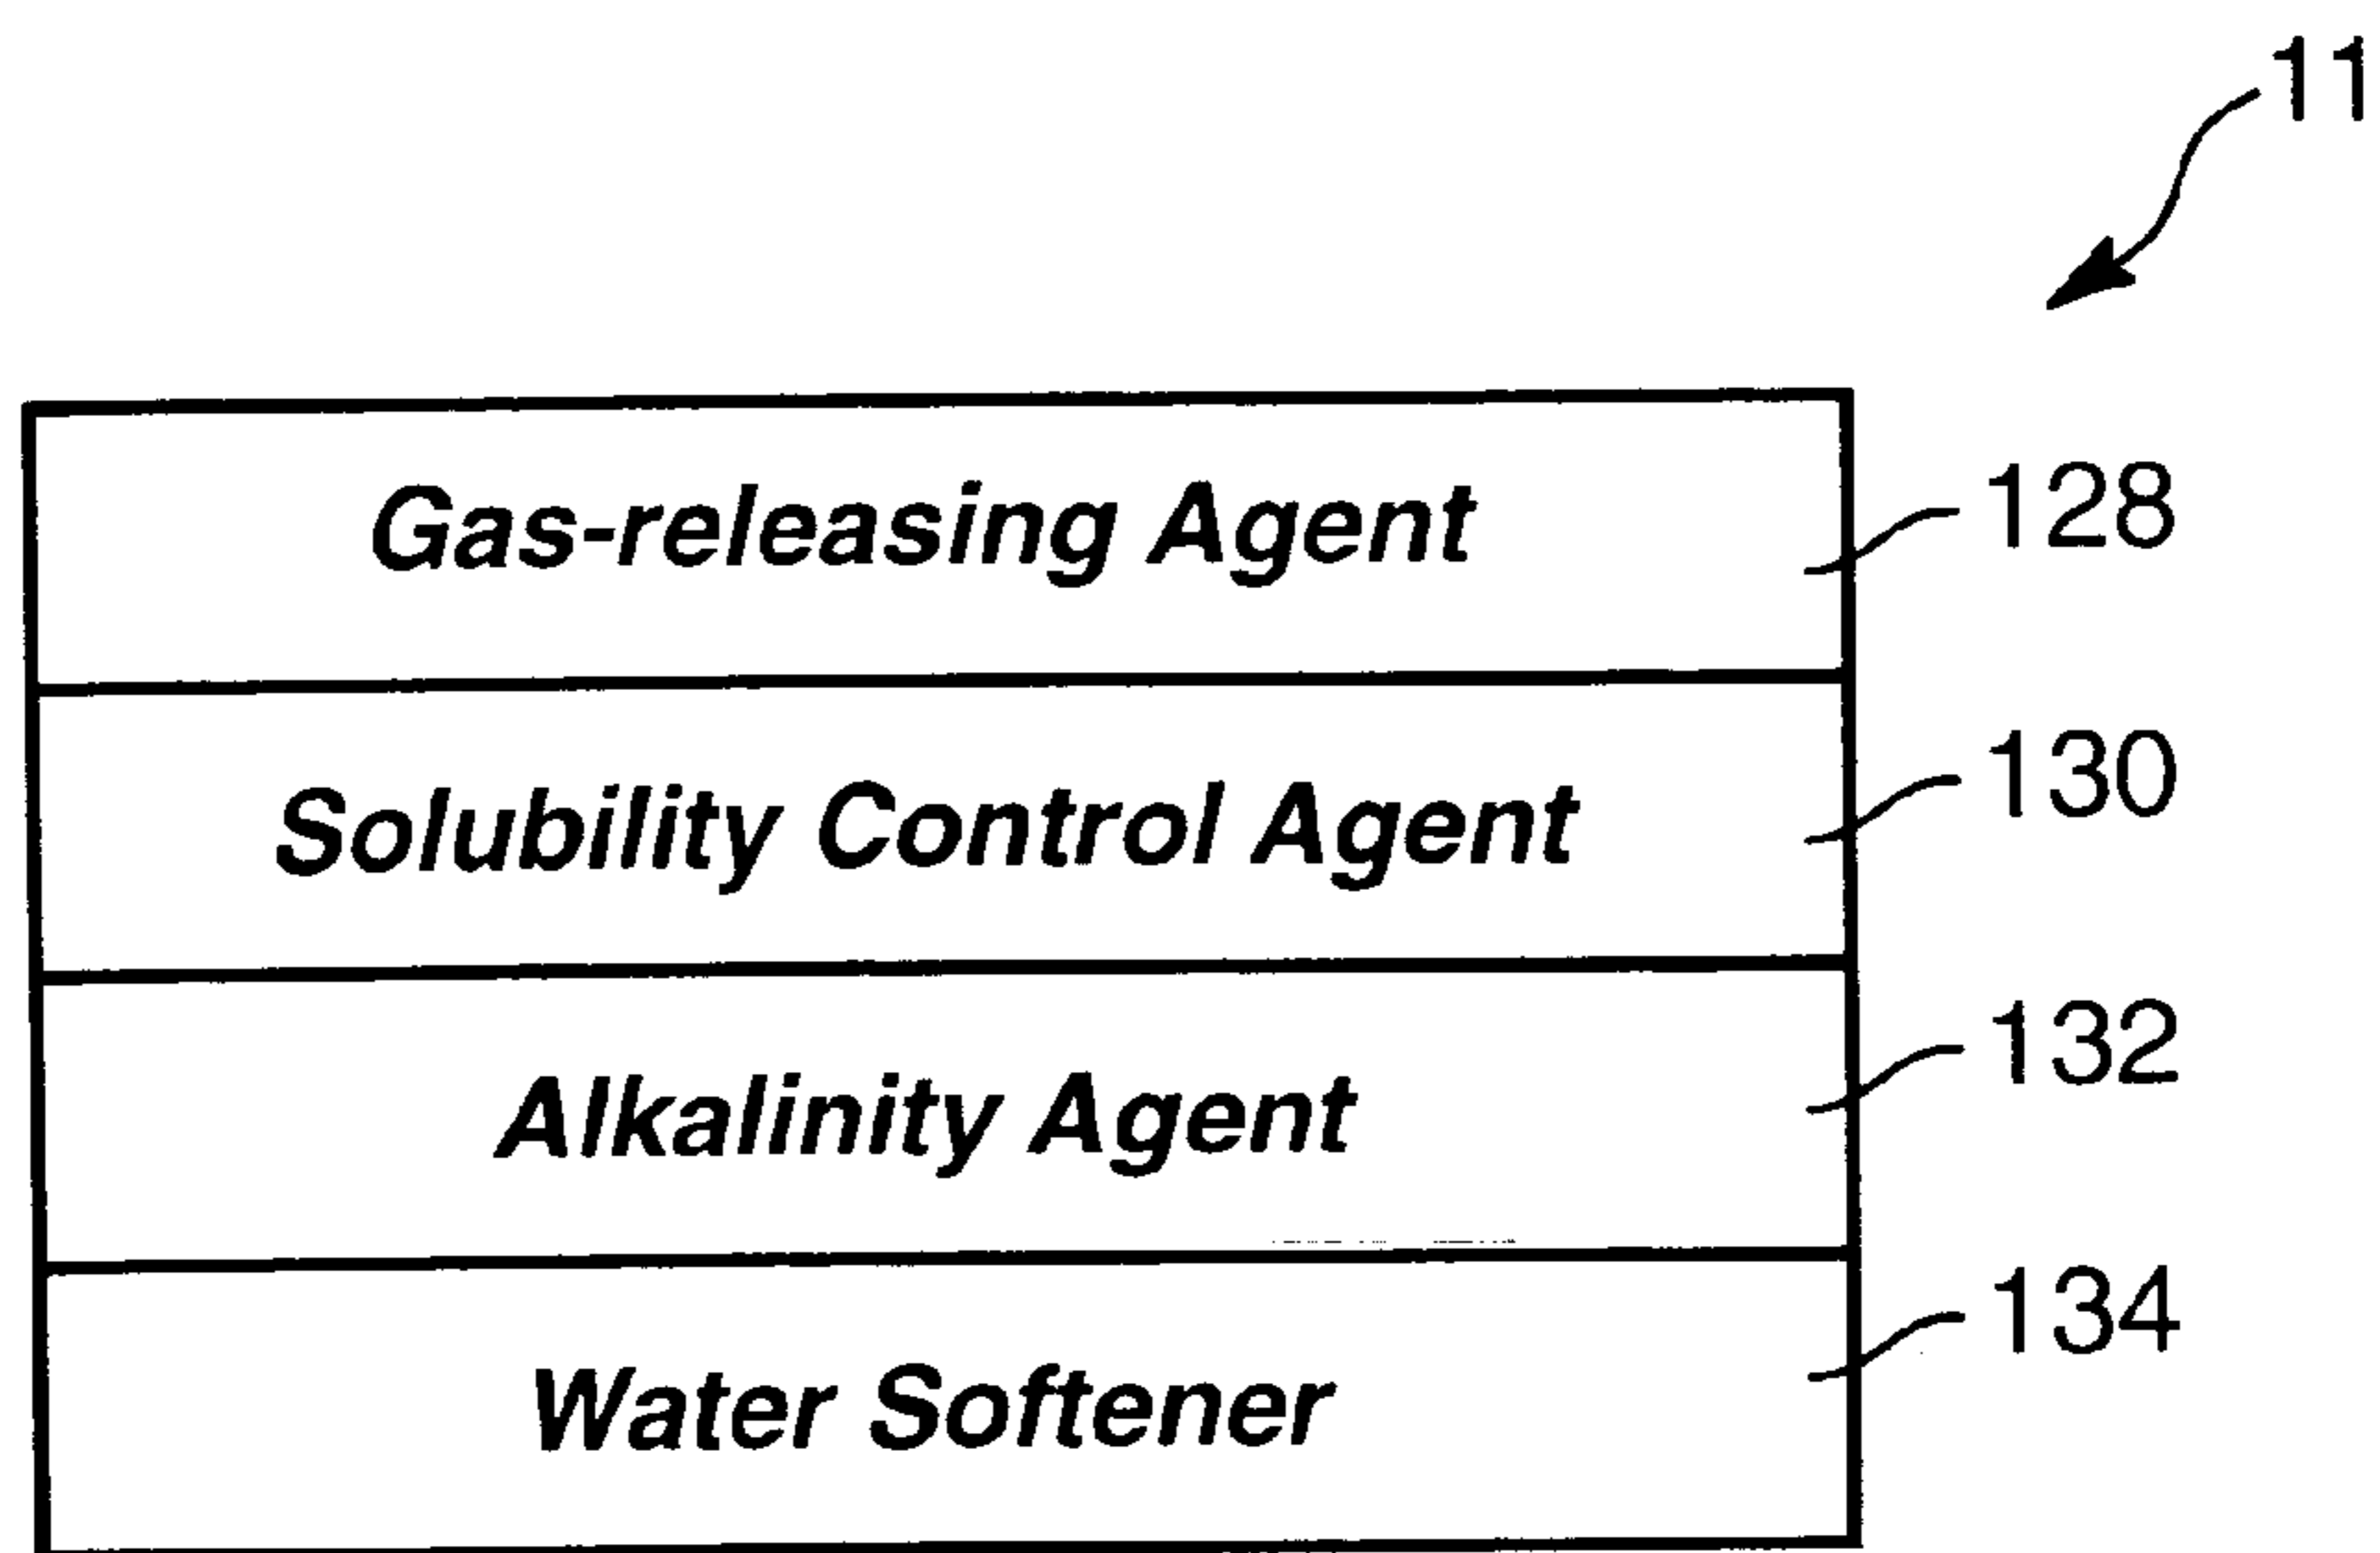 11
Gas-releasing Agent 128
Solubility Control Agent 130
Alkalinity Agent 132
Water Softener 134